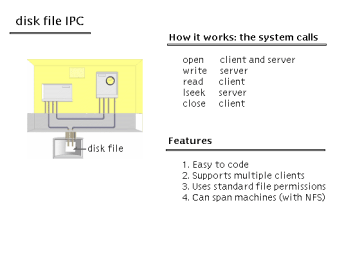 disk file IPC
How it works: the system calls
open client and server
write server
read client
lseek server
close client
disk file
Features
1. Easy to code
2. Supports multiple clients
3. Uses standard file permissions
4. Can span machines (with NFS)